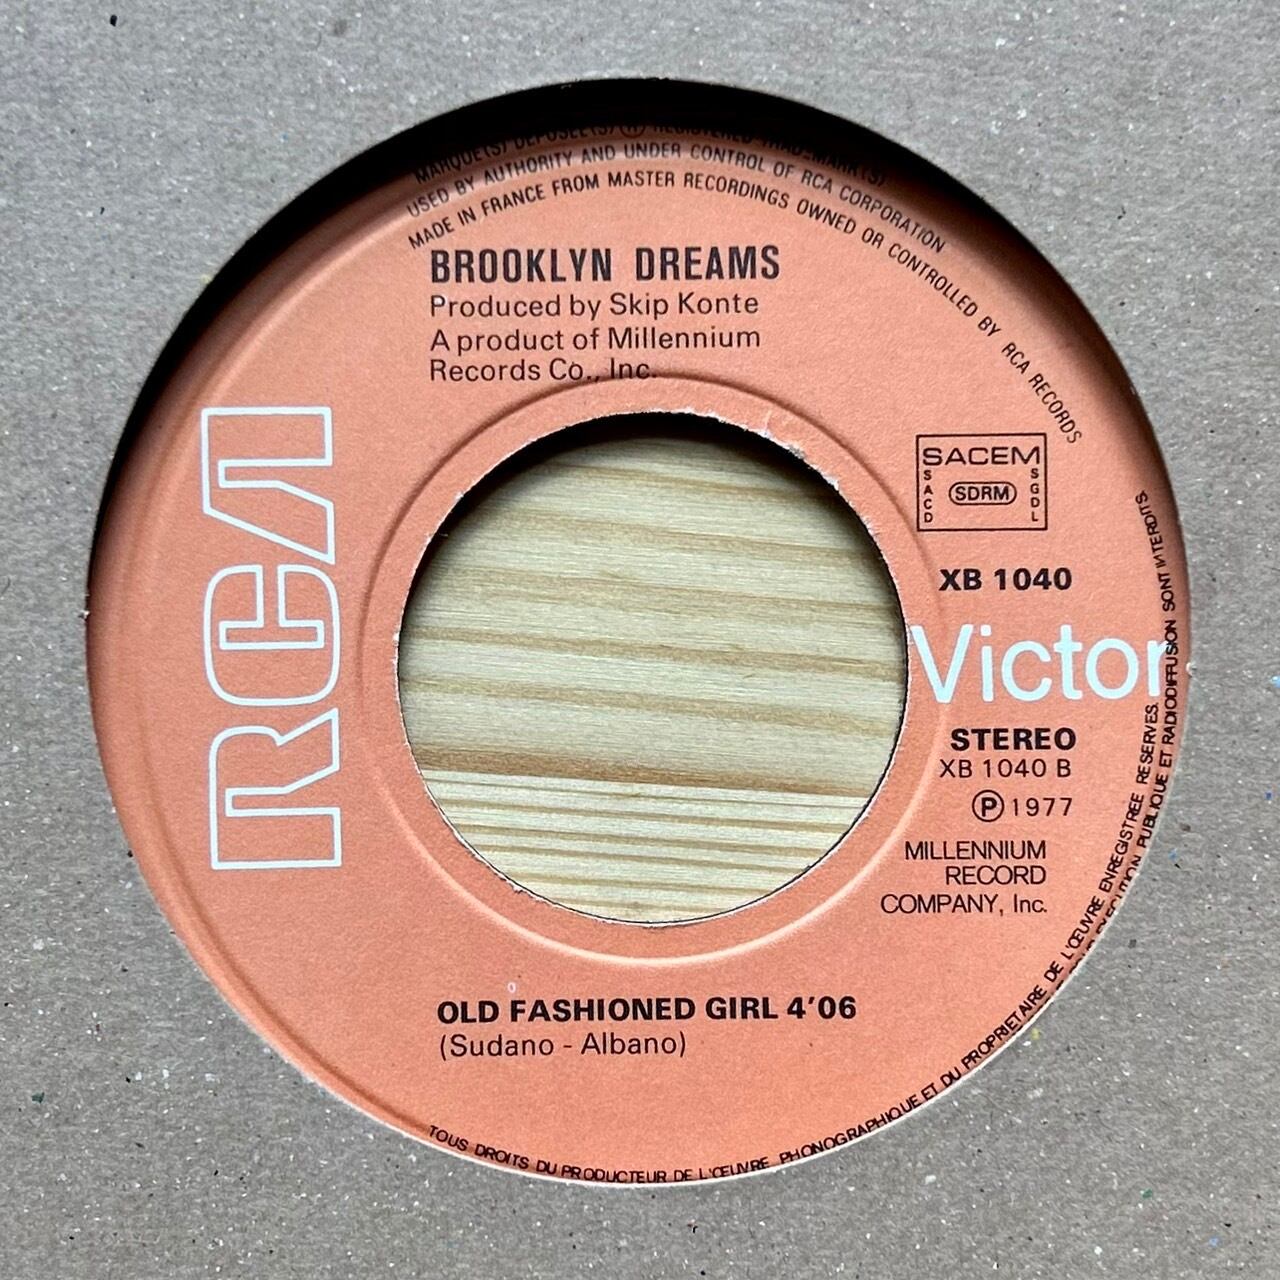 MARQUE(S) DEPOSEE(S) ® REGISTERED TRADEMARK(S)
USED BY AUTHORITY AND UNDER CONTROL OF RCA CORPORATION
MADE IN FRANCE FROM MASTER RECORDINGS OWNED OR CONTROLLED BY RCA RECORDS
BROOKLYN DREAMS
Produced by Skip Konte
A product of Millennium
Records Co., Inc.
RCA
SACEM
SACD
SDRM
SGDL
XB 1040
Victor
STEREO
XB 1040 B
Ⓟ 1977
MILLENNIUM
RECORD
COMPANY, Inc.
OLD FASHIONED GIRL 4'06
(Sudano - Albano)
TOUS DROITS DU PRODUCTEUR DE L'ŒUVRE PHONOGRAPHIQUE ET DU PROPRIETAIRE DE L'ŒUVRE ENREGISTREE RESERVES.
EXECUTION PUBLIQUE ET RADIODIFFUSION SONT INTERDITS